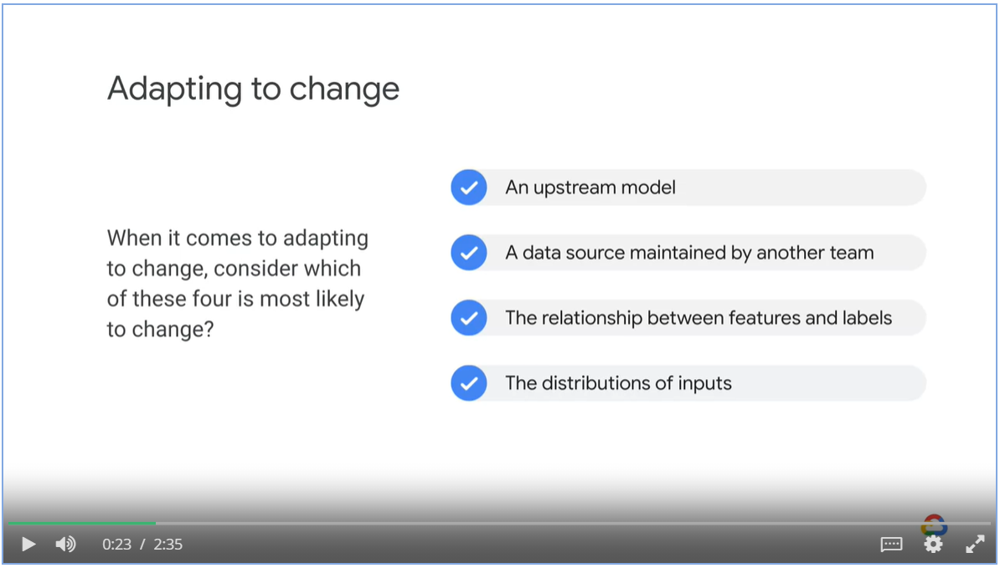 Adapting to change
When it comes to adapting
to change, consider which
of these four is most likely
to change?
An upstream model
A data source maintained by another team
The relationship between features and labels
The distributions of inputs
0:23 / 2:35